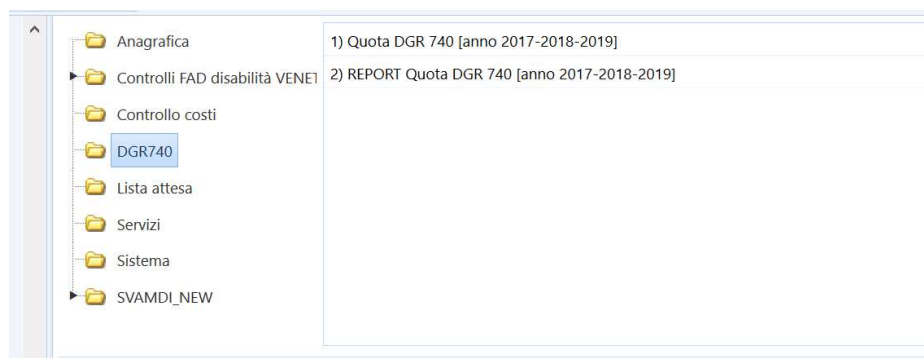 Anagrafica
Controlli FAD disabilità VENET
Controllo costi
DGR740
Lista attesa
Servizi
Sistema
SVAMDI_NEW
1) Quota DGR 740 [anno 2017-2018-2019]
2) REPORT Quota DGR 740 [anno 2017-2018-2019]